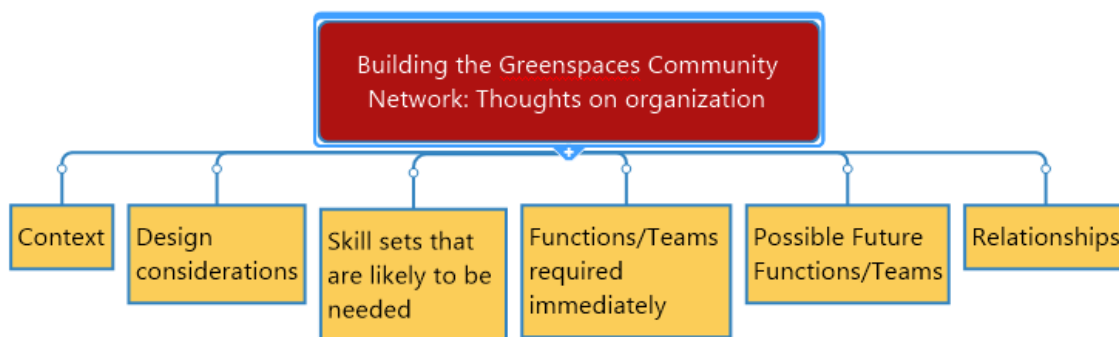 Building the Greenspaces Community
Network: Thoughts on organization
Context
Design
considerations
Skill sets that
are likely to be
needed
Functions/Teams
required
immediately
Possible Future
Functions/Teams
Relationships